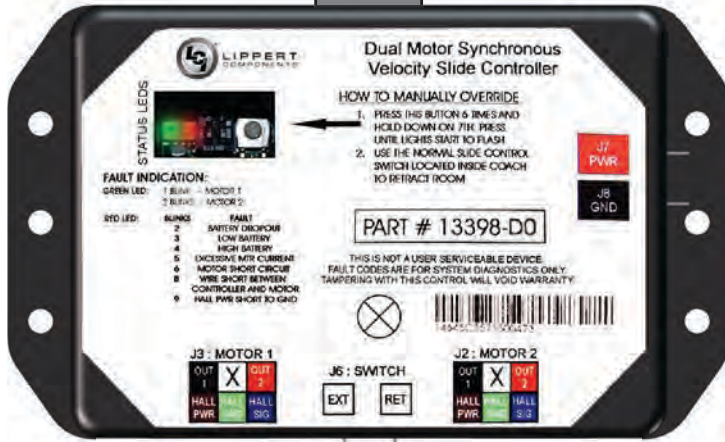 LCI LIPPERT
COMPONENTS
Dual Motor Synchronous
Velocity Slide Controller
STATUS LEDS
HOW TO MANUALLY OVERRIDE
1. PRESS THIS BUTTON 6 TIMES AND
HOLD DOWN ON 7TH PRESS
UNTIL LIGHTS START TO FLASH
2. USE THE NORMAL SLIDE CONTROL
SWITCH LOCATED INSIDE COACH
TO RETRACT ROOM
J7
PWR
J8
GND
FAULT INDICATION:
GREEN LED: 1 BLINK - MOTOR 1
2 BLINKS - MOTOR 2
RED LED: BLINKS FAULT
2 BATTERY DROPOUT
3 LOW BATTERY
4 HIGH BATTERY
5 EXCESSIVE MTR CURRENT
6 MOTOR SHORT CIRCUIT
8 WIRE SHORT BETWEEN
CONTROLLER AND MOTOR
9 HALL PWR SHORT TO GND
PART # 13398-D0
THIS IS NOT A USER SERVICEABLE DEVICE.
FAULT CODES ARE FOR SYSTEM DIAGNOSTICS ONLY.
TAMPERING WITH THIS CONTROL WILL VOID WARRANTY.
J3 : MOTOR 1
OUT 1 X OUT 2
HALL PWR HALL GND HALL SIG
J6: SWITCH
EXT RET
J2 : MOTOR 2
OUT 1 X OUT 2
HALL PWR HALL GND HALL SIG